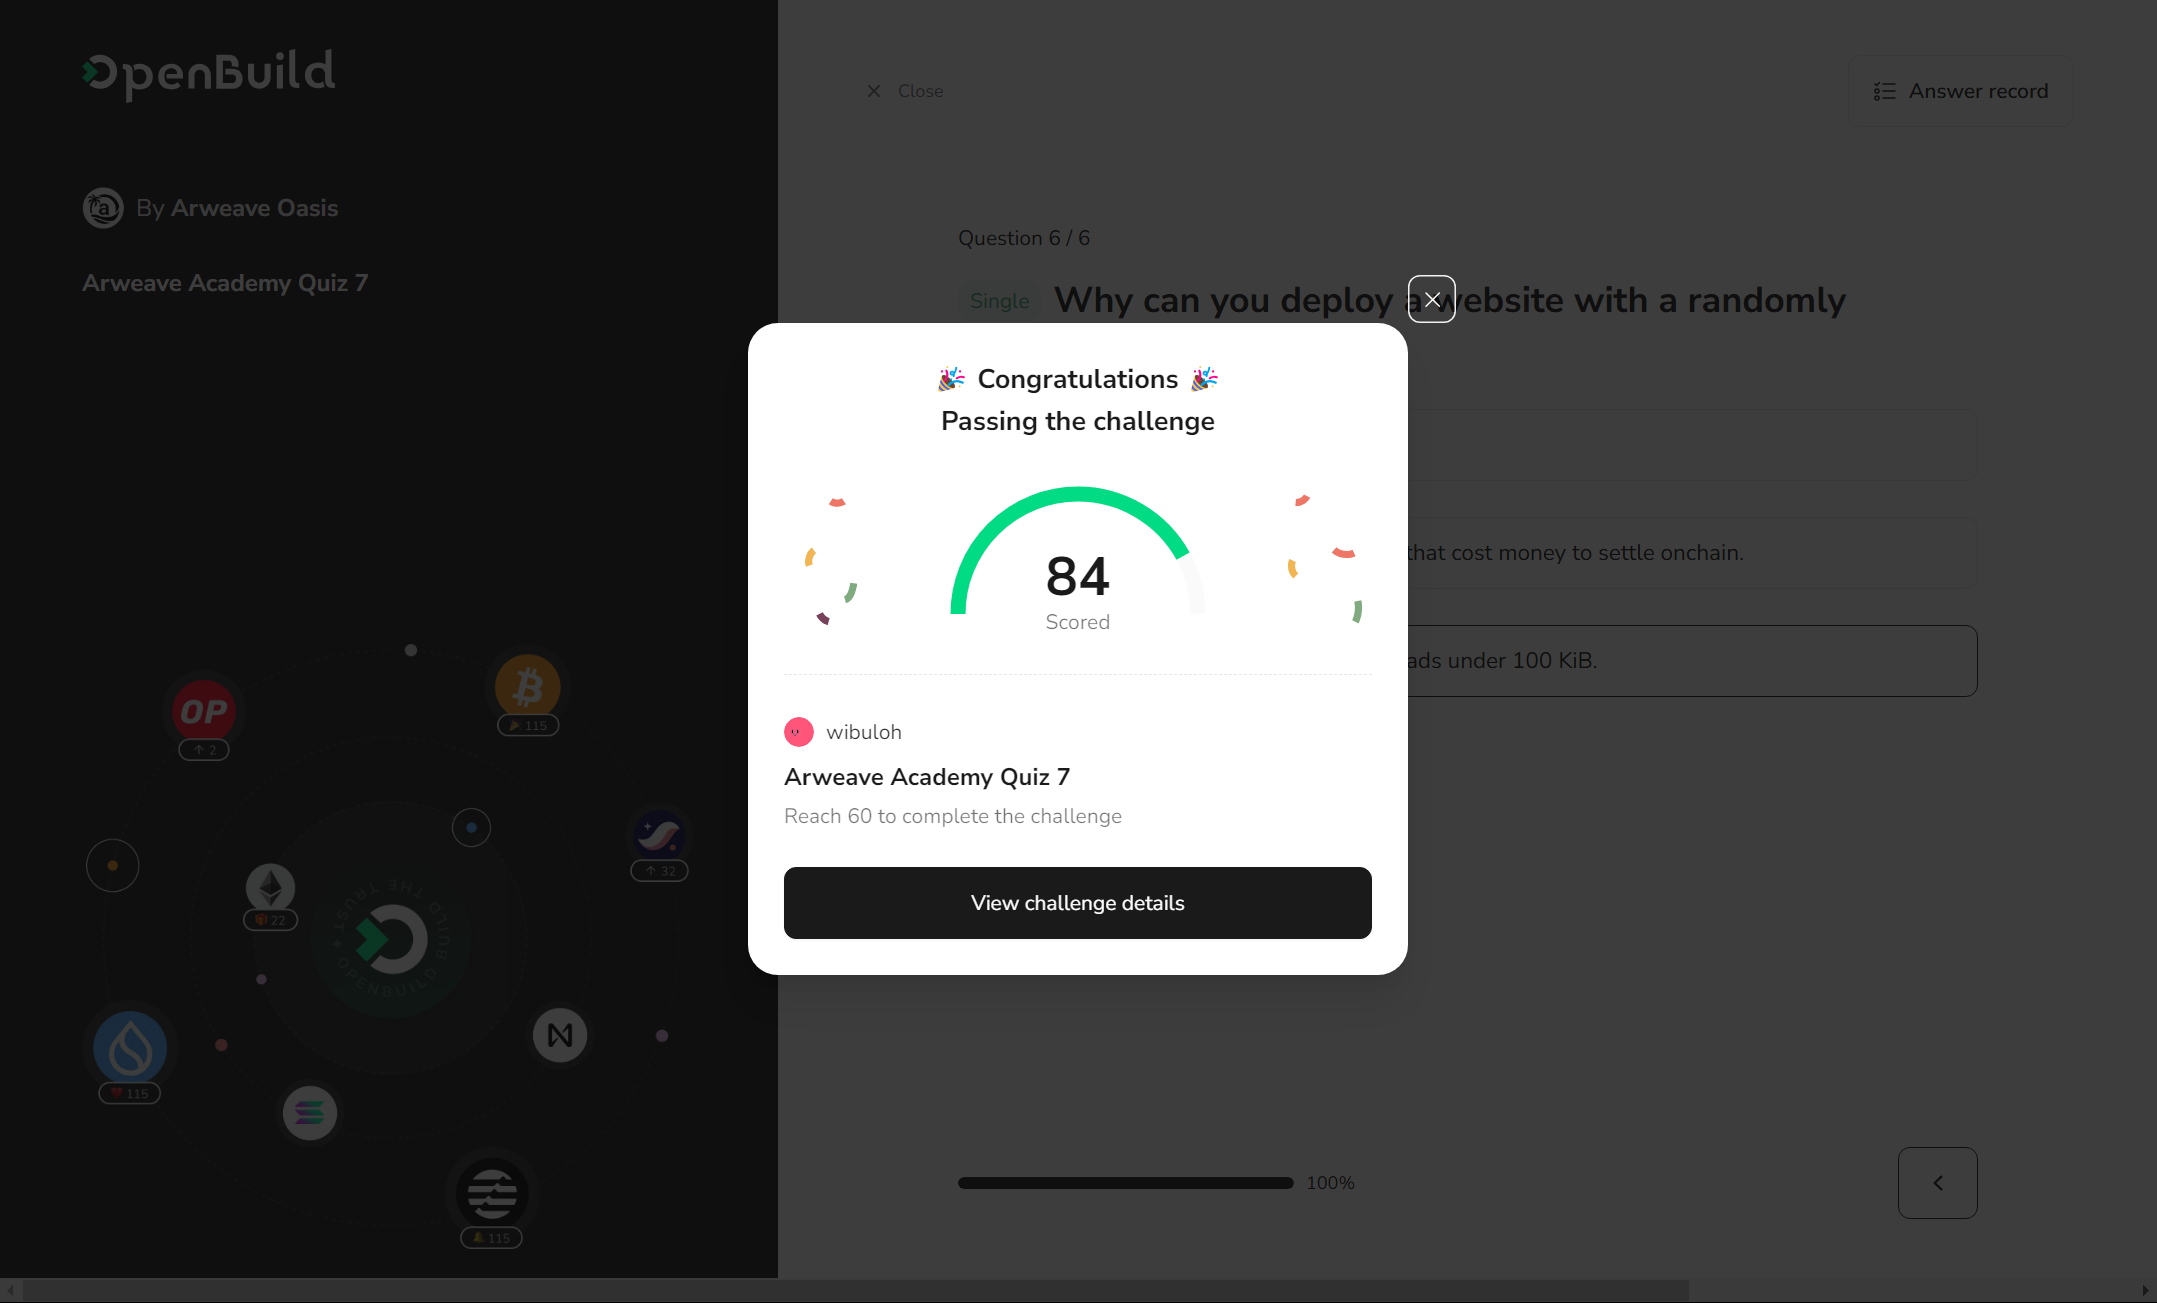 OpenBuild
By Arweave Oasis
Arweave Academy Quiz 7
OP
2
115
32
22
115
115
BUILD THE TRUST
OPENBUILD
Close
Answer record
Question 6 / 6
Single
Why can you deploy a website with a randomly
that cost money to settle onchain.
ads under 100 KiB.
100%
Congratulations
Passing the challenge
84
Scored
wibuloh
Arweave Academy Quiz 7
Reach 60 to complete the challenge
View challenge details